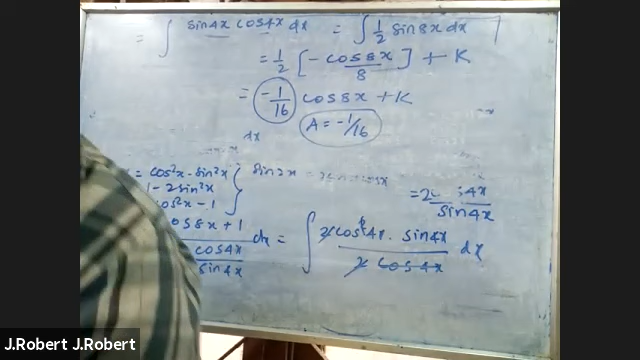 = ∫ sin4x cos4x dx = ∫ 1/2 sin8x dx
= 1/2 [ -cos8x/8 ] + K
= -1/16 cos8x + K
A = -1/16
dx
= cos²x - sin²x
1 - 2sin²x } sin2x =
cos²x - 1
4x / sin4x
cos8x + 1 / cos4x/sin4x dx = ∫ 2cos²4x . sin4x / 2 cos4x dx
J.Robert J.Robert